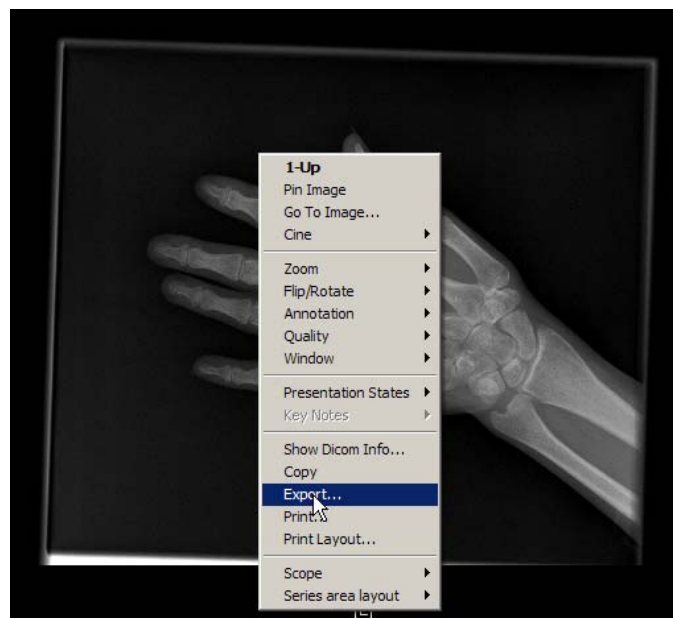 1-Up
Pin Image
Go To Image...
Cine
Zoom
Flip/Rotate
Annotation
Quality
Window
Presentation States
Key Notes
Show Dicom Info...
Copy
Export...
Print...
Print Layout...
Scope
Series area layout